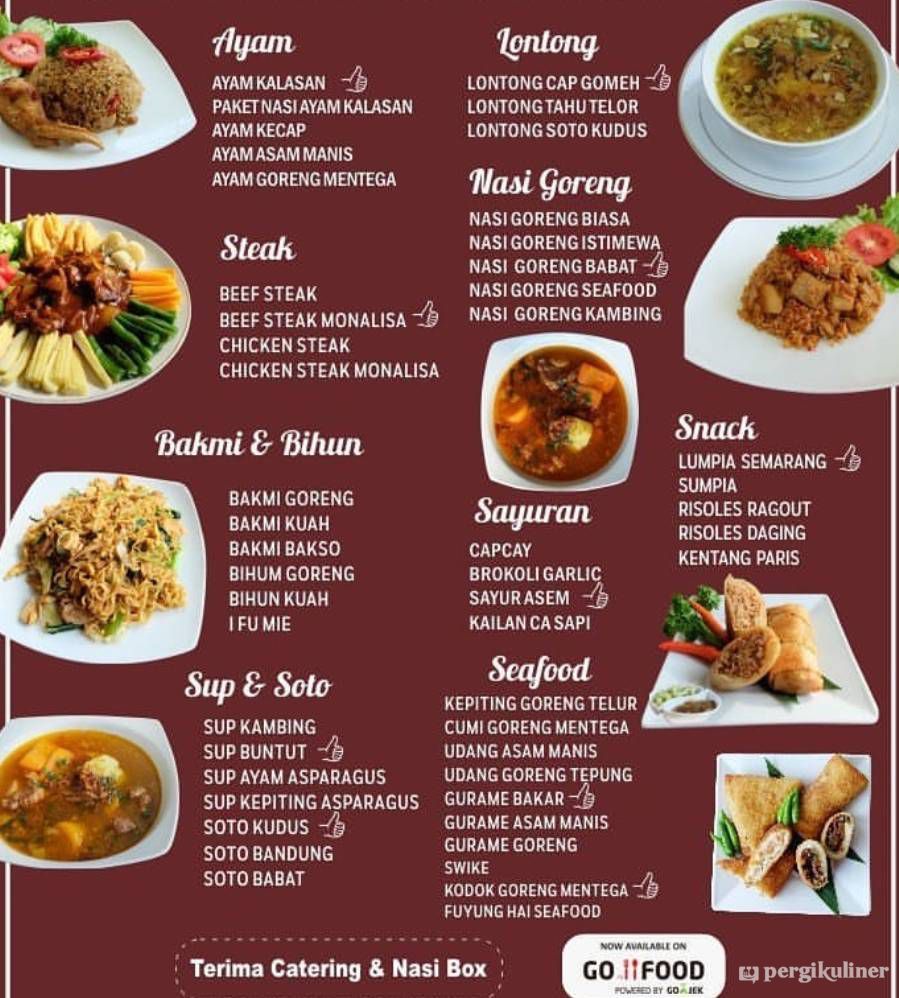 Ayam
AYAM KALASAN
PAKET NASI AYAM KALASAN
AYAM KECAP
AYAM ASAM MANIS
AYAM GORENG MENTEGA
Steak
BEEF STEAK
BEEF STEAK MONALISA
CHICKEN STEAK
CHICKEN STEAK MONALISA
Bakmi & Bihun
BAKMI GORENG
BAKMI KUAH
BAKMI BAKSO
BIHUM GORENG
BIHUN KUAH
I FU MIE
Sup & Soto
SUP KAMBING
SUP BUNTUT
SUP AYAM ASPARAGUS
SUP KEPITING ASPARAGUS
SOTO KUDUS
SOTO BANDUNG
SOTO BABAT
Lontong
LONTONG CAP GOMEH
LONTONG TAHU TELOR
LONTONG SOTO KUDUS
Nasi Goreng
NASI GORENG BIASA
NASI GORENG ISTIMEWA
NASI GORENG BABAT
NASI GORENG SEAFOOD
NASI GORENG KAMBING
Sayuran
CAPCAY
BROKOLI GARLIC
SAYUR ASEM
KAILAN CA SAPI
Seafood
KEPITING GORENG TELUR
CUMI GORENG MENTEGA
UDANG ASAM MANIS
UDANG GORENG TEPUNG
GURAME BAKAR
GURAME ASAM MANIS
GURAME GORENG
SWIKE
KODOK GORENG MENTEGA
FUYUNG HAI SEAFOOD
Snack
LUMPIA SEMARANG
SUMPIA
RISOLES RAGOUT
RISOLES DAGING
KENTANG PARIS
Terima Catering & Nasi Box
NOW AVAILABLE ON
GO FOOD
POWERED BY GO-JEK
pergikuliner